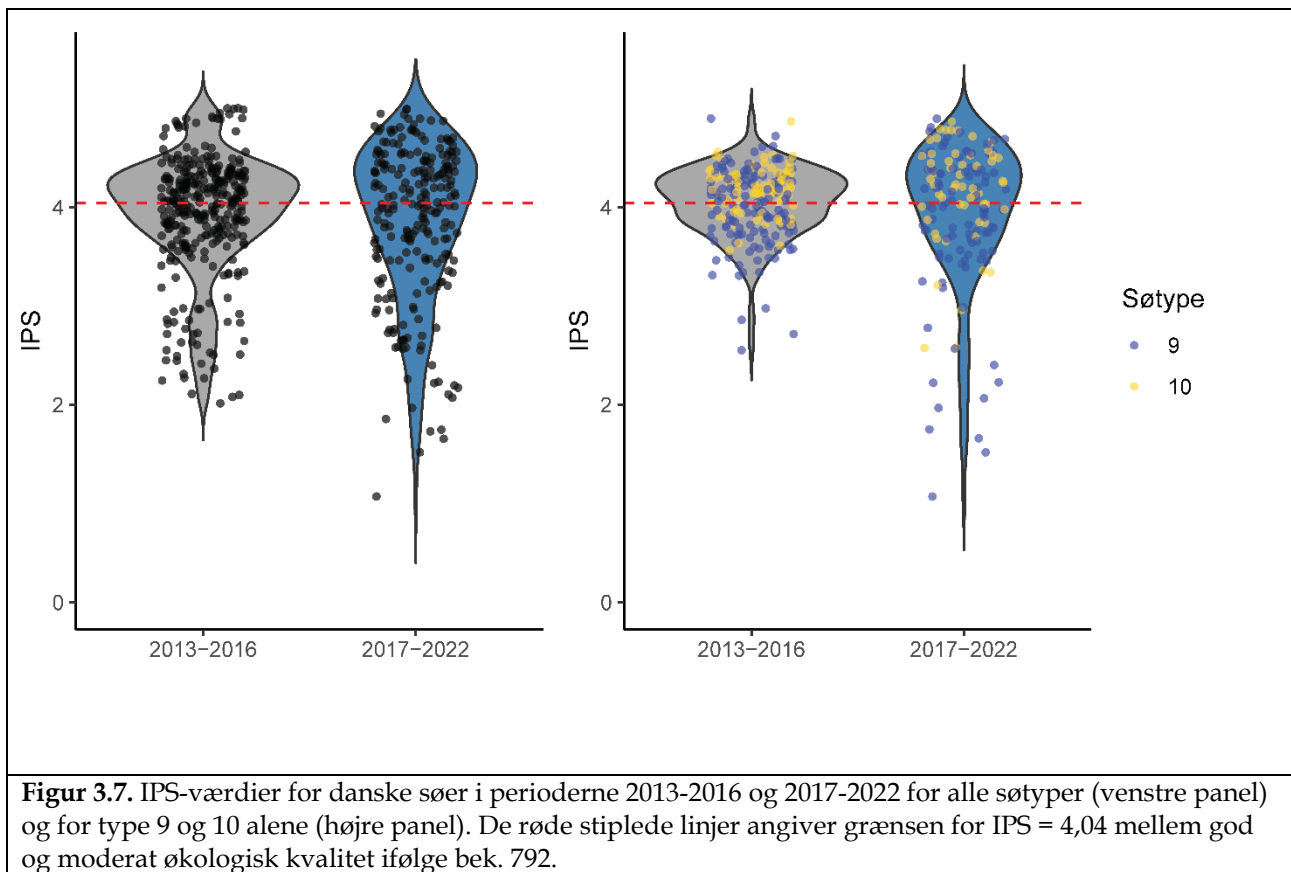 IPS
4
2
0
2013-2016
2017-2022
IPS
4
2
0
2013-2016
2017-2022
Søtype
9
10
Figur 3.7. IPS-værdier for danske søer i perioderne 2013-2016 og 2017-2022 for alle søtyper (venstre panel)
og for type 9 og 10 alene (højre panel). De røde stiplede linjer angiver grænsen for IPS = 4,04 mellem god
og moderat økologisk kvalitet ifølge bek. 792.